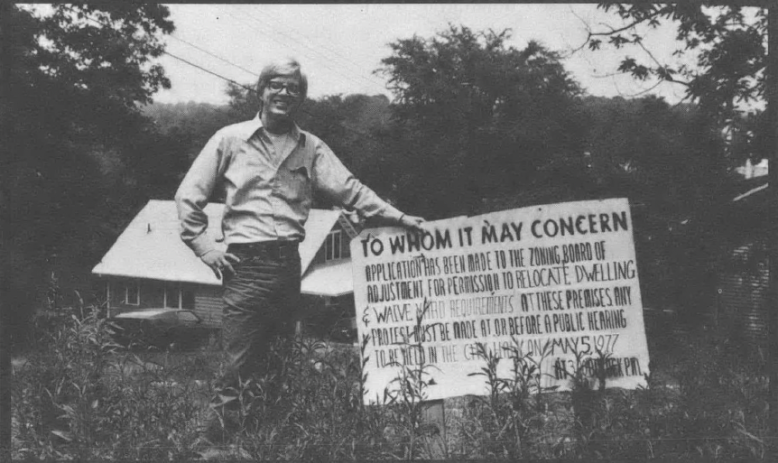 TO WHOM IT MAY CONCERN
APPLICATION HAS BEEN MADE TO THE ZONING BOARD OF
ADJUSTMENT FOR PERMISSION TO RELOCATE DWELLING
& WAIVE REQUIREMENTS AT THESE PREMISES. ANY
PROTEST MUST BE MADE AT OR BEFORE A PUBLIC HEARING
TO BE HELD IN THE CITY HALL ON MAY 5, 1977
AT 3 P.M.